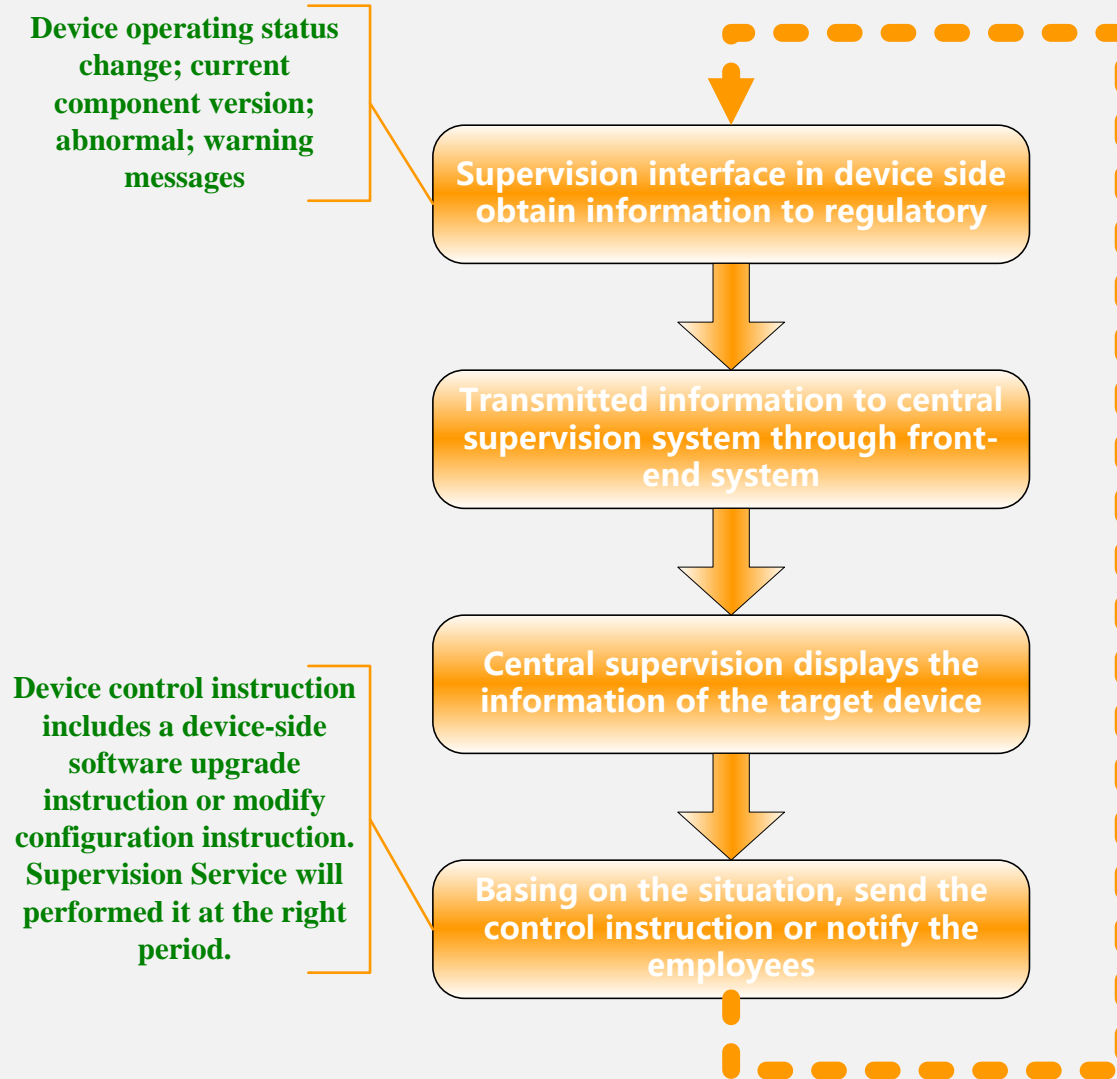 Device operating status
change; current
component version;
abnormal; warning
messages
Supervision interface in device side
obtain information to regulatory
Transmitted information to central
supervision system through front-
end system
Central supervision displays the
information of the target device
Device control instruction
includes a device-side
software upgrade
instruction or modify
configuration instruction.
Supervision Service will
performed it at the right
period.
Basing on the situation, send the
control instruction or notify the
employees